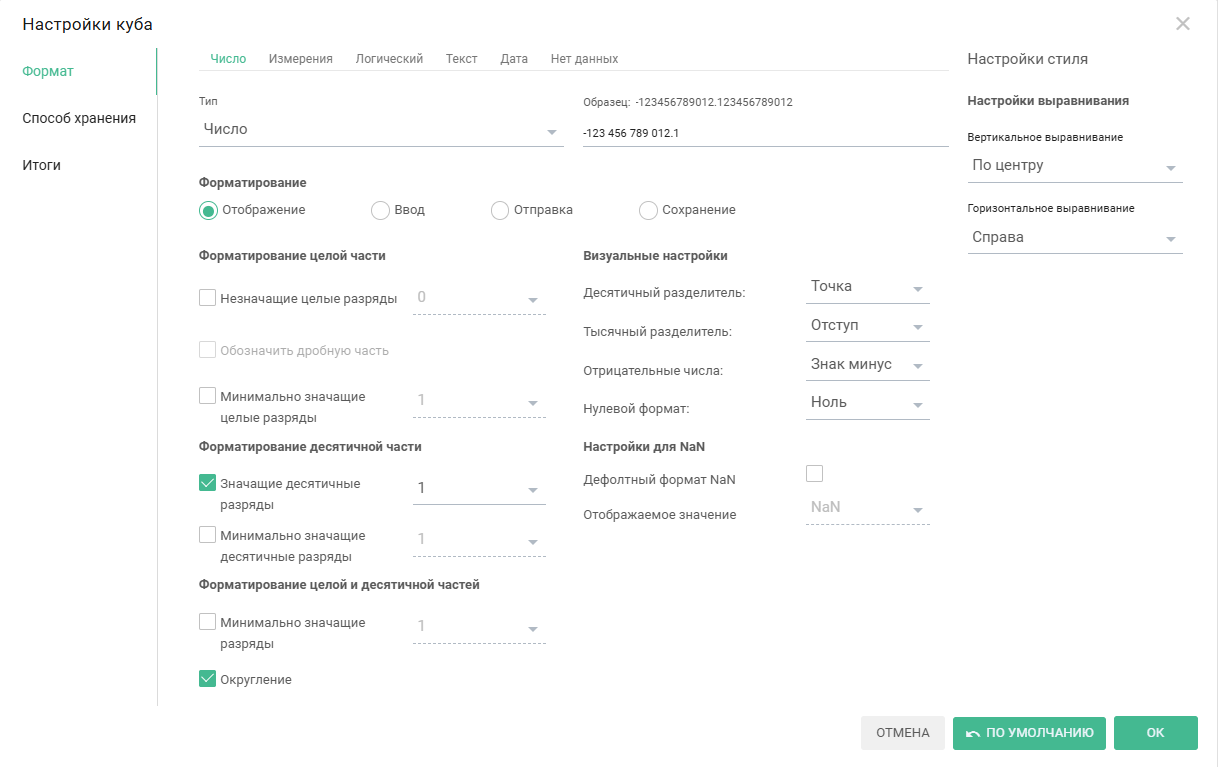 Настройки куба
Формат
Способ хранения
Итоги
Число Измерения Логический Текст Дата Нет данных
Тип
Число
Образец: -123456789012.123456789012
-123 456 789 012.1
Форматирование
Отображение Ввод Отправка Сохранение
Форматирование целой части
Незначащие целые разряды 0
Обозначить дробную часть
Минимально значащие 1
целые разряды
Форматирование десятичной части
Значащие десятичные 1
разряды
Минимально значащие 1
десятичные разряды
Форматирование целой и десятичной частей
Минимально значащие 1
разряды
Округление
Визуальные настройки
Десятичный разделитель: Точка
Тысячный разделитель: Отступ
Отрицательные числа: Знак минус
Нулевой формат: Ноль
Настройки для NaN
Дефолтный формат NaN
Отображаемое значение NaN
Настройки стиля
Настройки выравнивания
Вертикальное выравнивание
По центру
Горизонтальное выравнивание
Справа
ОТМЕНА ПО УМОЛЧАНИЮ ОК